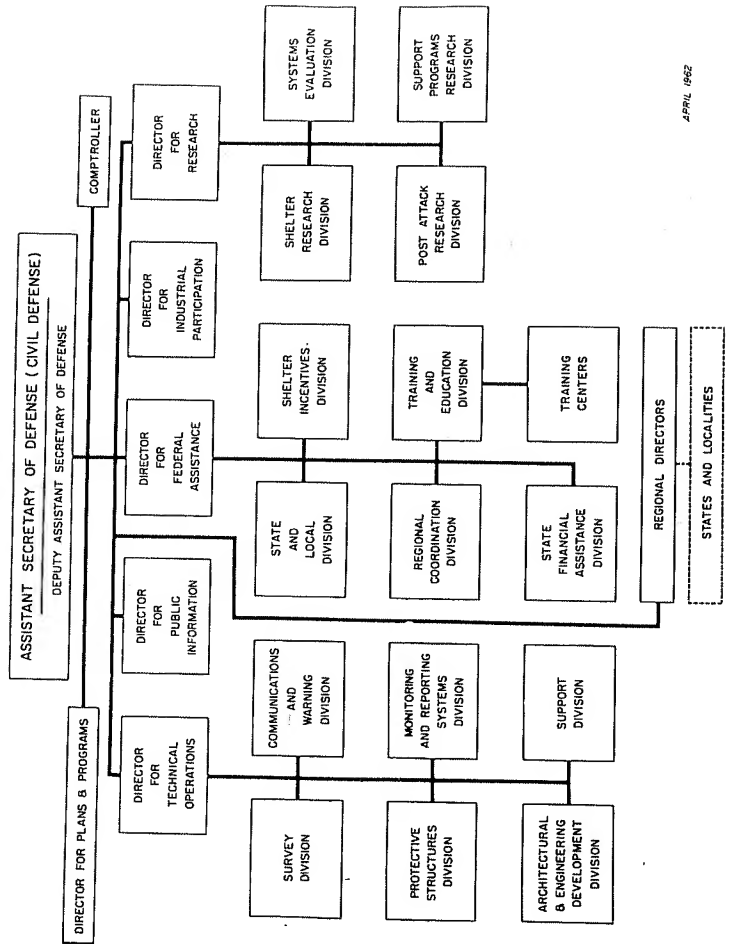 ASSISTANT SECRETARY OF DEFENSE ( CIVIL DEFENSE)
DEPUTY ASSISTANT SECRETARY OF DEFENSE
DIRECTOR FOR PLANS & PROGRAMS
COMPTROLLER
DIRECTOR
FOR
TECHNICAL
OPERATIONS
DIRECTOR
FOR
PUBLIC
INFORMATION
DIRECTOR
FOR
FEDERAL
ASSISTANCE
DIRECTOR
FOR
INDUSTRIAL
PARTICIPATION
DIRECTOR
FOR
RESEARCH
SURVEY
DIVISION
COMMUNICATIONS
AND
WARNING
DIVISION
STATE
AND
LOCAL DIVISION
SHELTER
INCENTIVES-
DIVISION
SHELTER
RESEARCH
DIVISION
SYSTEMS
EVALUATION
DIVISION
PROTECTIVE
STRUCTURES
DIVISION
MONITORING
AND REPORTING
SYSTEMS
DIVISION
REGIONAL
COORDINATION
DIVISION
TRAINING
AND
EDUCATION
DIVISION
POST ATTACK
RESEARCH
DIVISION
SUPPORT
PROGRAMS
RESEARCH
DIVISION
ARCHITECTURAL
& ENGINEERING
DEVELOPMENT
DIVISION
SUPPORT
DIVISION
STATE
FINANCIAL
ASSISTANCE
DIVISION
TRAINING
CENTERS
REGIONAL DIRECTORS
STATES AND LOCALITIES
APRIL 1962